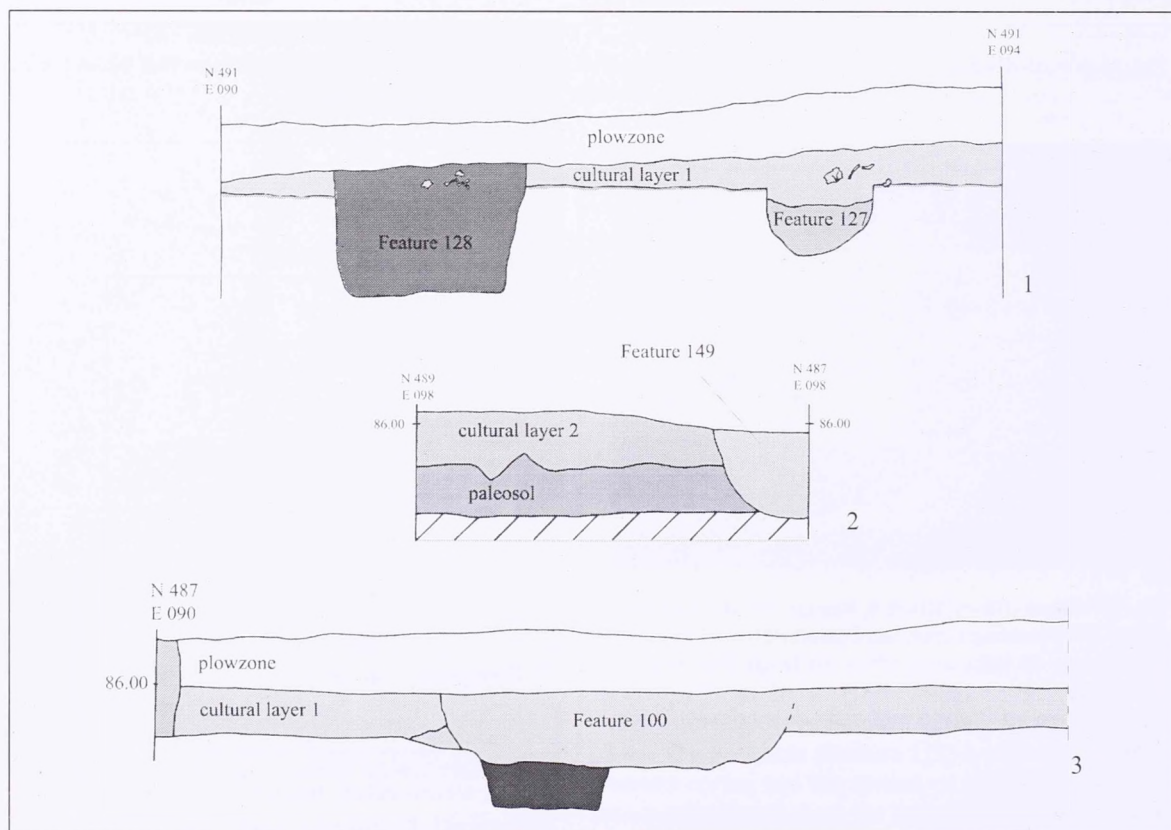 N 491
E 094
N 491
E 090
plowzone
cultural layer 1
Feature 127
Feature 128
1
Feature 149
N 489
E 098
N 487
E 098
86.00
86.00
cultural layer 2
paleosol
2
N 487
E 090
plowzone
86.00
cultural layer 1
Feature 100
3